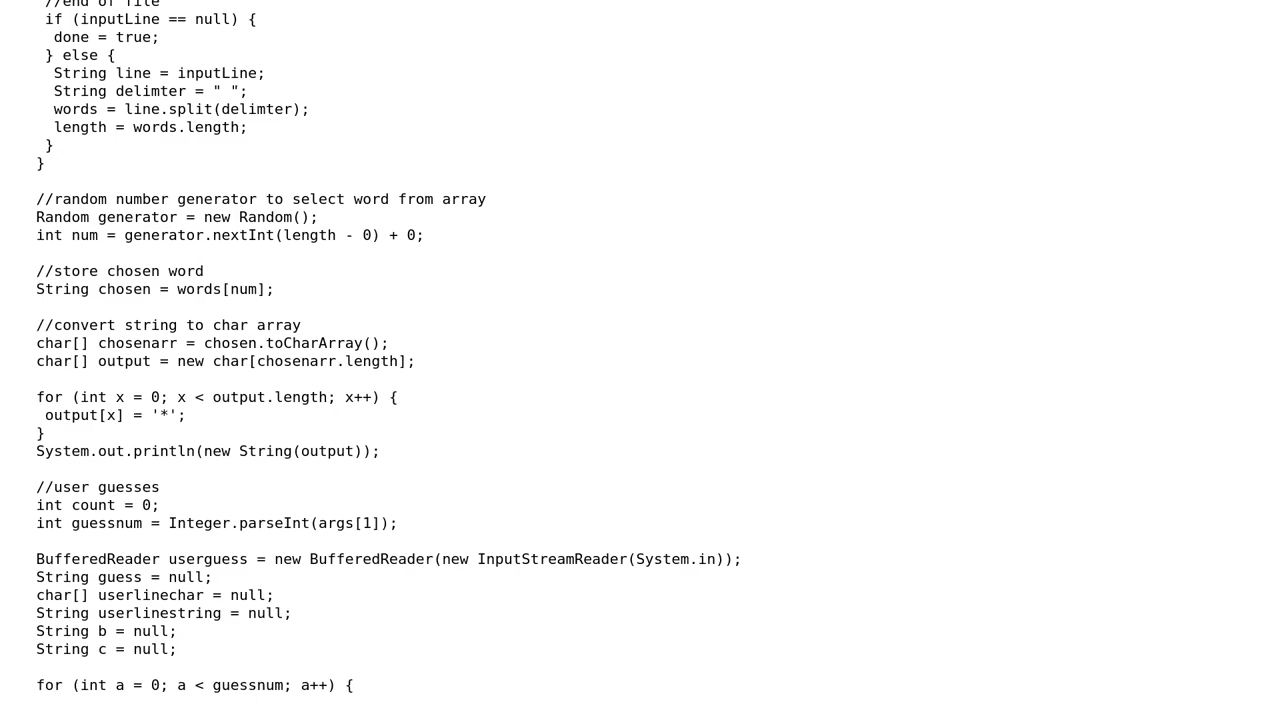 //end of file
if (inputLine == null) {
done = true;
} else {
String line = inputLine;
String delimter = " ";
words = line.split(delimter);
length = words.length;
}
}
//random number generator to select word from array
Random generator = new Random();
int num = generator.nextInt(length - 0) + 0;
//store chosen word
String chosen = words[num];
//convert string to char array
char[] chosenarr = chosen.toCharArray();
char[] output = new char[chosenarr.length];
for (int x = 0; x < output.length; x++) {
output[x] = '*';
}
System.out.println(new String(output));
//user guesses
int count = 0;
int guessnum = Integer.parseInt(args[1]);
BufferedReader userguess = new BufferedReader(new InputStreamReader(System.in));
String guess = null;
char[] userlinechar = null;
String userlinestring = null;
String b = null;
String c = null;
for (int a = 0; a < guessnum; a++) {